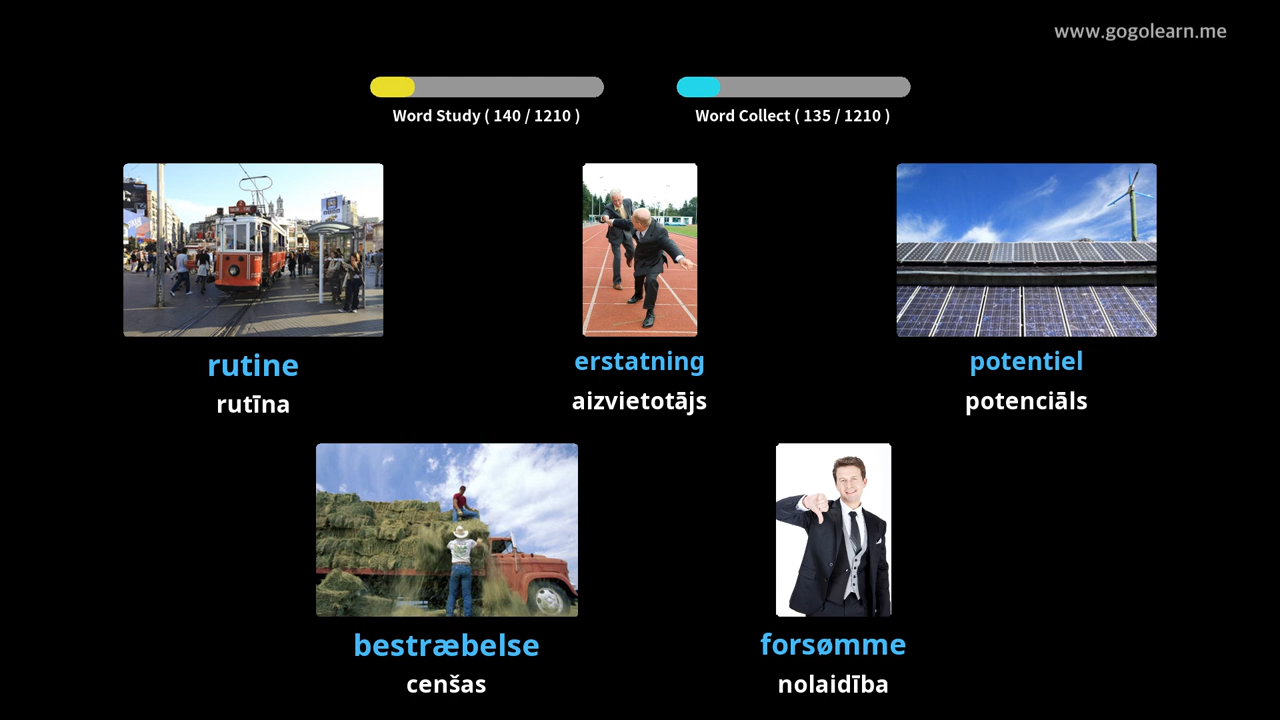 www.gogolearn.me
Word Study ( 140 / 1210 )
Word Collect ( 135 / 1210 )
rutine
rutīna
erstatning
aizvietotājs
potentiel
potenciāls
bestræbelse
cenšas
forsømme
nolaidība